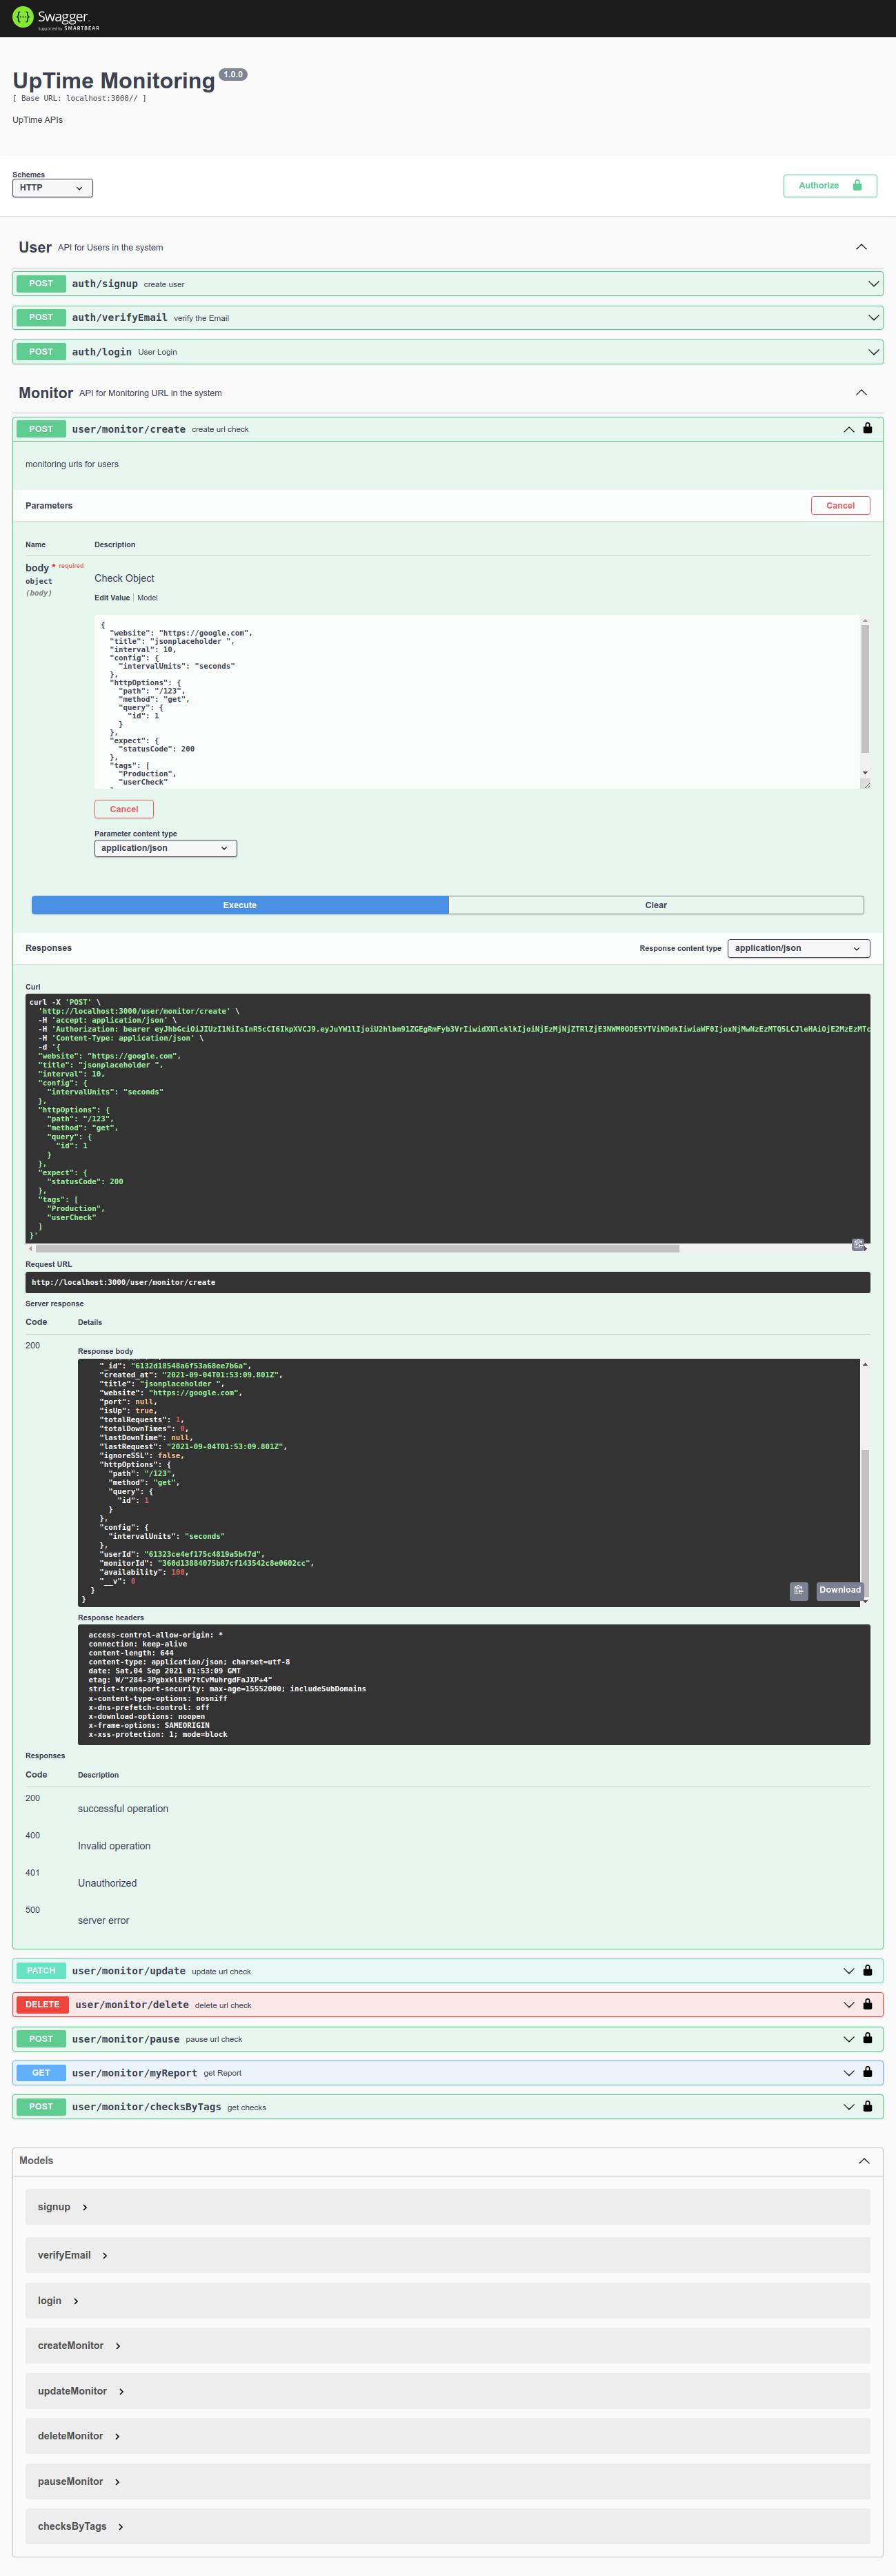 Swagger
Supported by SMARTBEAR
UpTime Monitoring 1.0.0
[ Base URL: localhost:3000// ]
UpTime APIs
Schemes
HTTP
Authorize
User API for Users in the system
POST auth/signup create user
POST auth/verifyEmail verify the Email
POST auth/login User Login
Monitor API for Monitoring URL in the system
POST user/monitor/create create url check
monitoring urls for users
Parameters Cancel
Name Description
body * required
object
(body)
Check Object
Edit Value | Model
{
"website": "https://google.com",
"title": "jsonplaceholder ",
"interval": 10,
"config": {
"intervalUnits": "seconds"
},
"httpOptions": {
"path": "/123",
"method": "get",
"query": {
"id": 1
}
},
"expect": {
"statusCode": 200
},
"tags": [
"Production",
"userCheck"
Cancel
Parameter content type
application/json
Execute Clear
Responses Response content type application/json
Curl
curl -X 'POST' \
'http://localhost:3000/user/monitor/create' \
-H 'accept: application/json' \
-H 'Authorization: bearer
-H 'Content-Type: application/json' \
-d '{
"website": "https://google.com",
"title": "jsonplaceholder ",
"interval": 10,
"config": {
"intervalUnits": "seconds"
},
"httpOptions": {
"path": "/123",
"method": "get",
"query": {
"id": 1
}
},
"expect": {
"statusCode": 200
},
"tags": [
"Production",
"userCheck"
]
}'
Request URL
http://localhost:3000/user/monitor/create
Server response
Code Details
200
Response body
"_id": "6132d18548a6f53a68ee7b6a",
"created_at": "2021-09-04T01:53:09.801Z",
"title": "jsonplaceholder ",
"website": "https://google.com",
"port": null,
"isUp": true,
"totalRequests": 1,
"totalDownTimes": 0,
"lastDownTime": null,
"lastRequest": "2021-09-04T01:53:09.801Z",
"ignoreSSL": false,
"httpOptions": {
"path": "/123",
"method": "get",
"query": {
"id": 1
}
},
"config": {
"intervalUnits": "seconds"
},
"userId": "61323ce4ef175c4819a5b47d",
"monitorId": "360d13884075b87cf143542c8e0602cc",
"availability": 100,
"__v": 0
}
}
Download
Response headers
access-control-allow-origin: *
connection: keep-alive
content-length: 644
content-type: application/json; charset=utf-8
date: Sat,04 Sep 2021 01:53:09 GMT
etag: W/"284-3PgbxklEHP7tCvMuhrgdFaJXP+4"
strict-transport-security: max-age=15552000; includeSubDomains
x-content-type-options: nosniff
x-dns-prefetch-control: off
x-download-options: noopen
x-frame-options: SAMEORIGIN
x-xss-protection: 1; mode=block
Responses
Code Description
200
successful operation
400
Invalid operation
401
Unauthorized
500
server error
PATCH user/monitor/update update url check
DELETE user/monitor/delete delete url check
POST user/monitor/pause pause url check
GET user/monitor/myReport get Report
POST user/monitor/checksByTags get checks
Models
signup
verifyEmail
login
createMonitor
updateMonitor
deleteMonitor
pauseMonitor
checksByTags